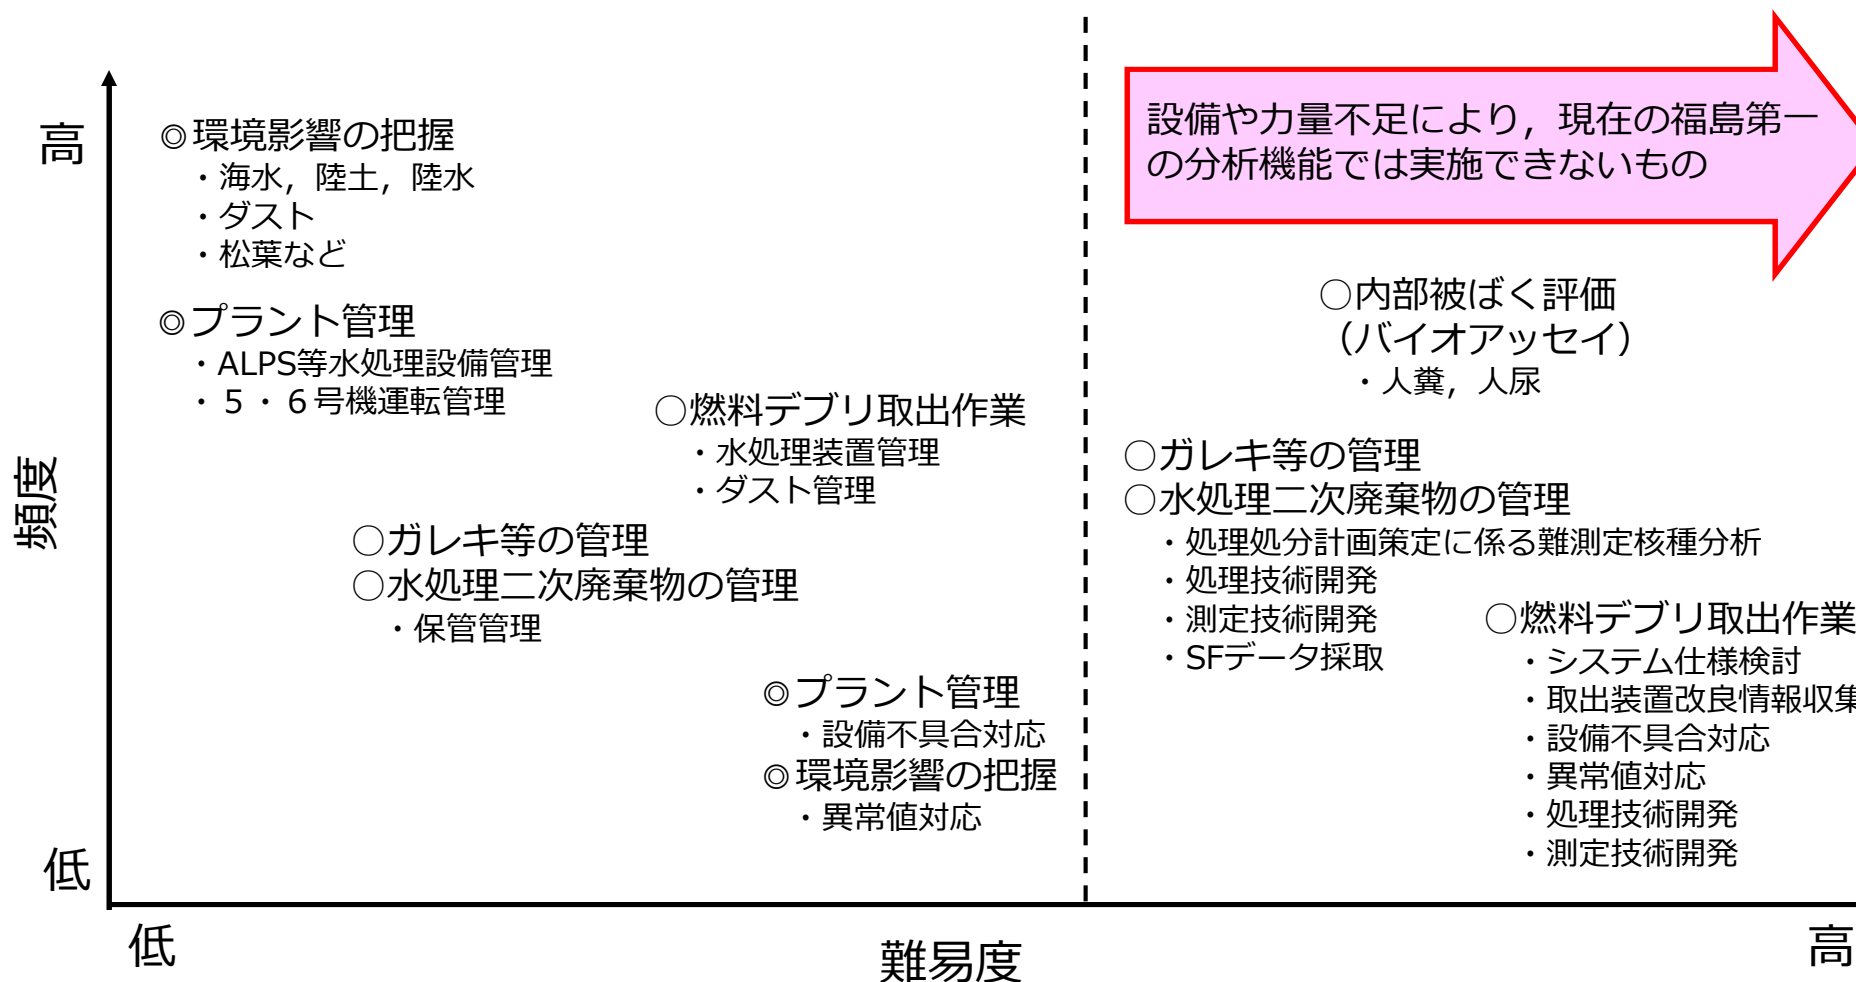 設備や力量不足により，現在の福島第一
の分析機能では実施できないもの
高
◎環境影響の把握
・海水，陸土，陸水
・ダスト
・松葉など
◎プラント管理
・ALPS等水処理設備管理
・５・６号機運転管理
○燃料デブリ取出作業
・水処理装置管理
・ダスト管理
○ガレキ等の管理
○水処理二次廃棄物の管理
・保管管理
◎プラント管理
・設備不具合対応
◎環境影響の把握
・異常値対応
○内部被ばく評価
（バイオアッセイ）
・人糞，人尿
○ガレキ等の管理
○水処理二次廃棄物の管理
・処理処分計画策定に係る難測定核種分析
・処理技術開発
・測定技術開発
・SFデータ採取
○燃料デブリ取出作業
・システム仕様検討
・取出装置改良情報収集
・設備不具合対応
・異常値対応
・処理技術開発
・測定技術開発
頻度
低
低
難易度
高